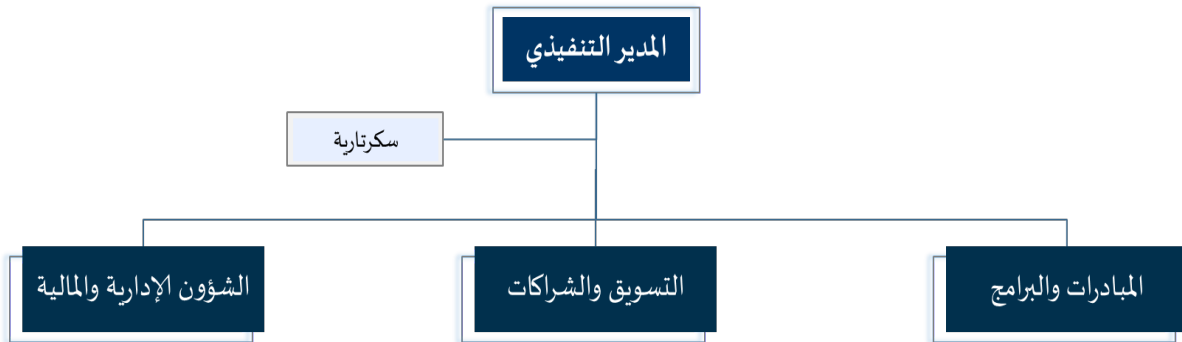 المدير التنفيذي
سكرتارية
المبادرات والبرامج
التسويق والشراكات
الشؤون الإدارية والمالية